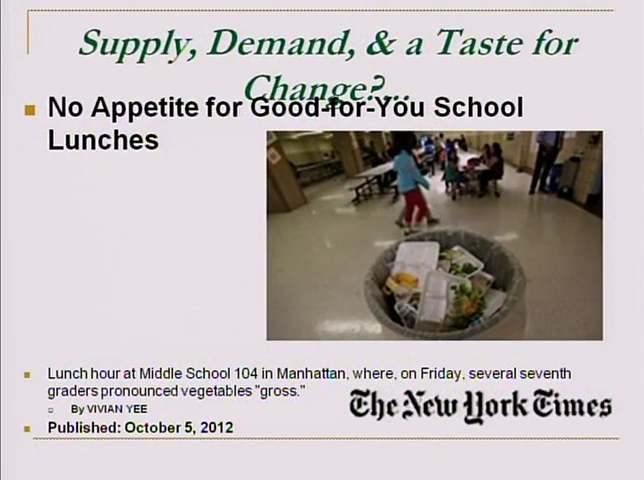 Supply, Demand, & a Taste for
Change?...
No Appetite for Good-for-You School
Lunches
Lunch hour at Middle School 104 in Manhattan, where, on Friday, several seventh
graders pronounced vegetables "gross."
By VIVIAN YEE
The New York Times
Published: October 5, 2012